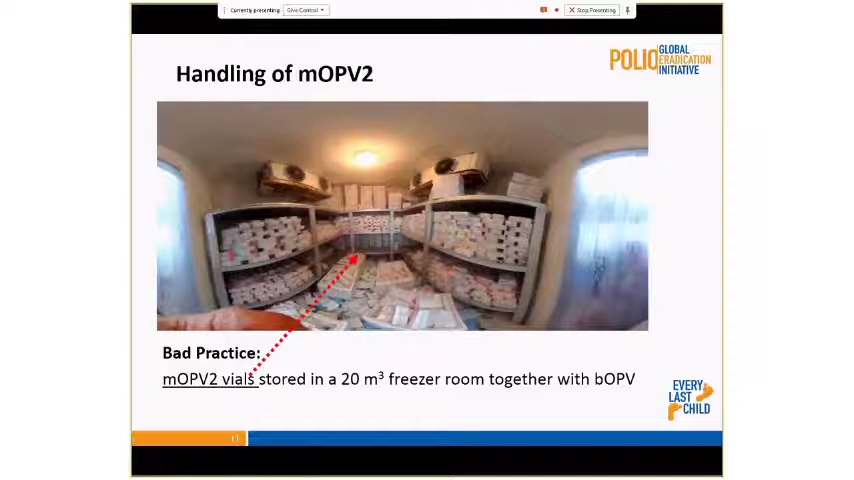 Currently presenting
Give Control
Stop Presenting
Handling of mOPV2
POLIO GLOBAL
ERADICATION
INITIATIVE
Bad Practice:
mOPV2 vials stored in a 20 m³ freezer room together with bOPV
EVERY
LAST
CHILD